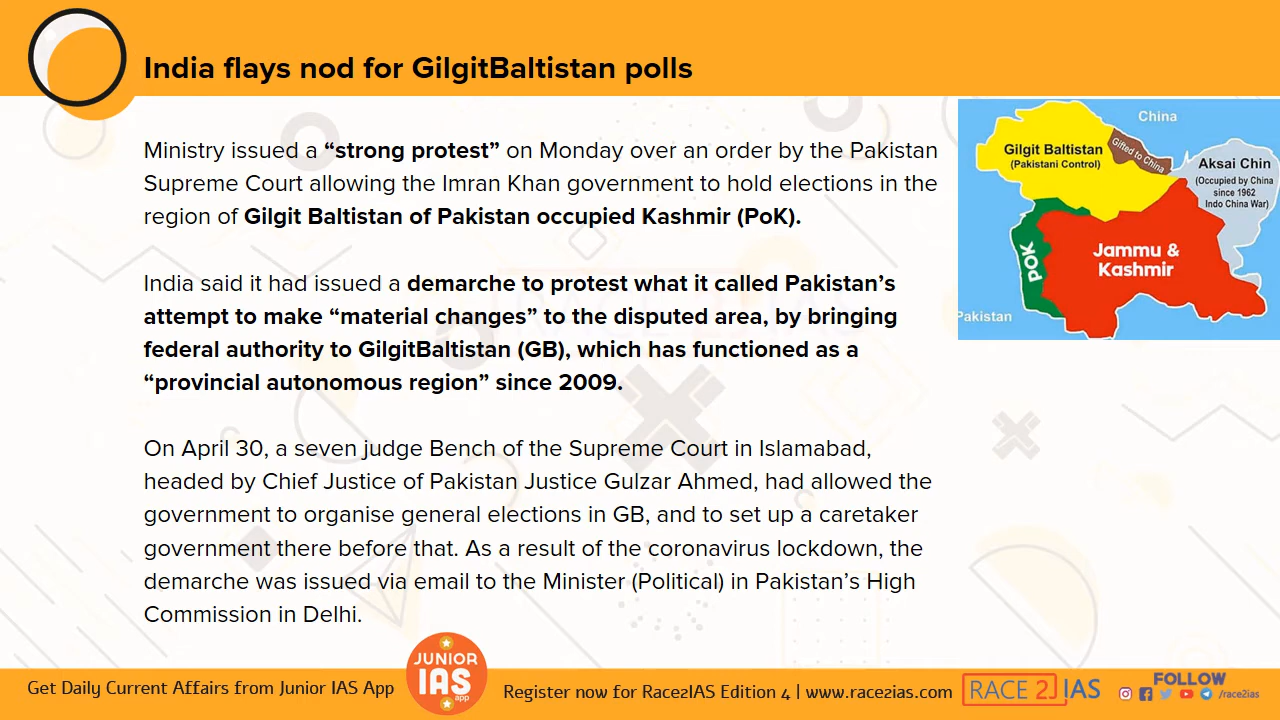 India flays nod for GilgitBaltistan polls
Ministry issued a “strong protest” on Monday over an order by the Pakistan
Supreme Court allowing the Imran Khan government to hold elections in the
region of Gilgit Baltistan of Pakistan occupied Kashmir (PoK).
India said it had issued a demarche to protest what it called Pakistan’s
attempt to make “material changes” to the disputed area, by bringing
federal authority to GilgitBaltistan (GB), which has functioned as a
“provincial autonomous region” since 2009.
On April 30, a seven judge Bench of the Supreme Court in Islamabad,
headed by Chief Justice of Pakistan Justice Gulzar Ahmed, had allowed the
government to organise general elections in GB, and to set up a caretaker
government there before that. As a result of the coronavirus lockdown, the
demarche was issued via email to the Minister (Political) in Pakistan’s High
Commission in Delhi.
China
Gilgit Baltistan
(Pakistani Control)
Gifted to China
Aksai Chin
(Occupied by China
since 1962
Indo China War)
POK
Jammu &
Kashmir
Pakistan
Get Daily Current Affairs from Junior IAS App
JUNIOR
IAS
app
Register now for Race2IAS Edition 4 | www.race2ias.com
RACE 2 IAS
FOLLOW
/race2ias